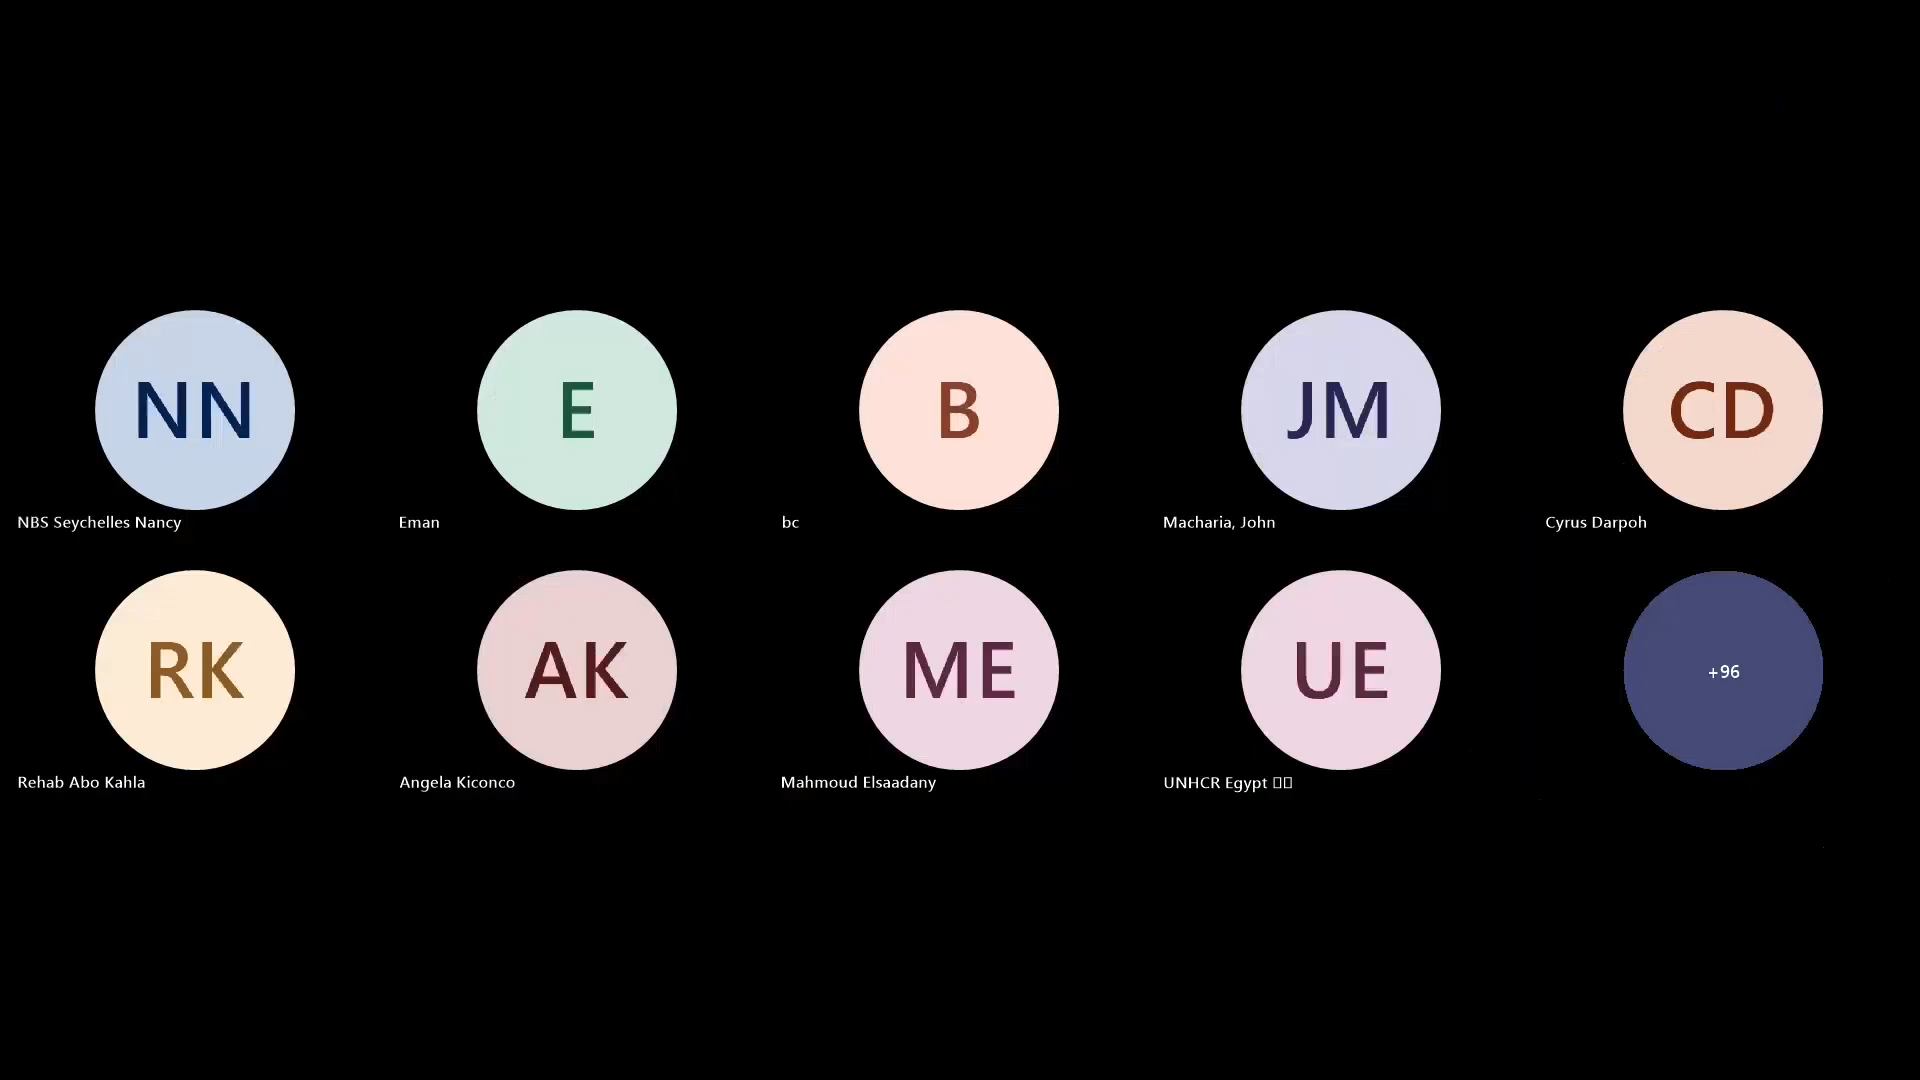 NN
E
B
JM
CD
NBS Seychelles Nancy
Eman
bc
Macharia, John
Cyrus Darpoh
RK
AK
ME
UE
+96
Rehab Abo Kahla
Angela Kiconco
Mahmoud Elsaadany
UNHCR Egypt